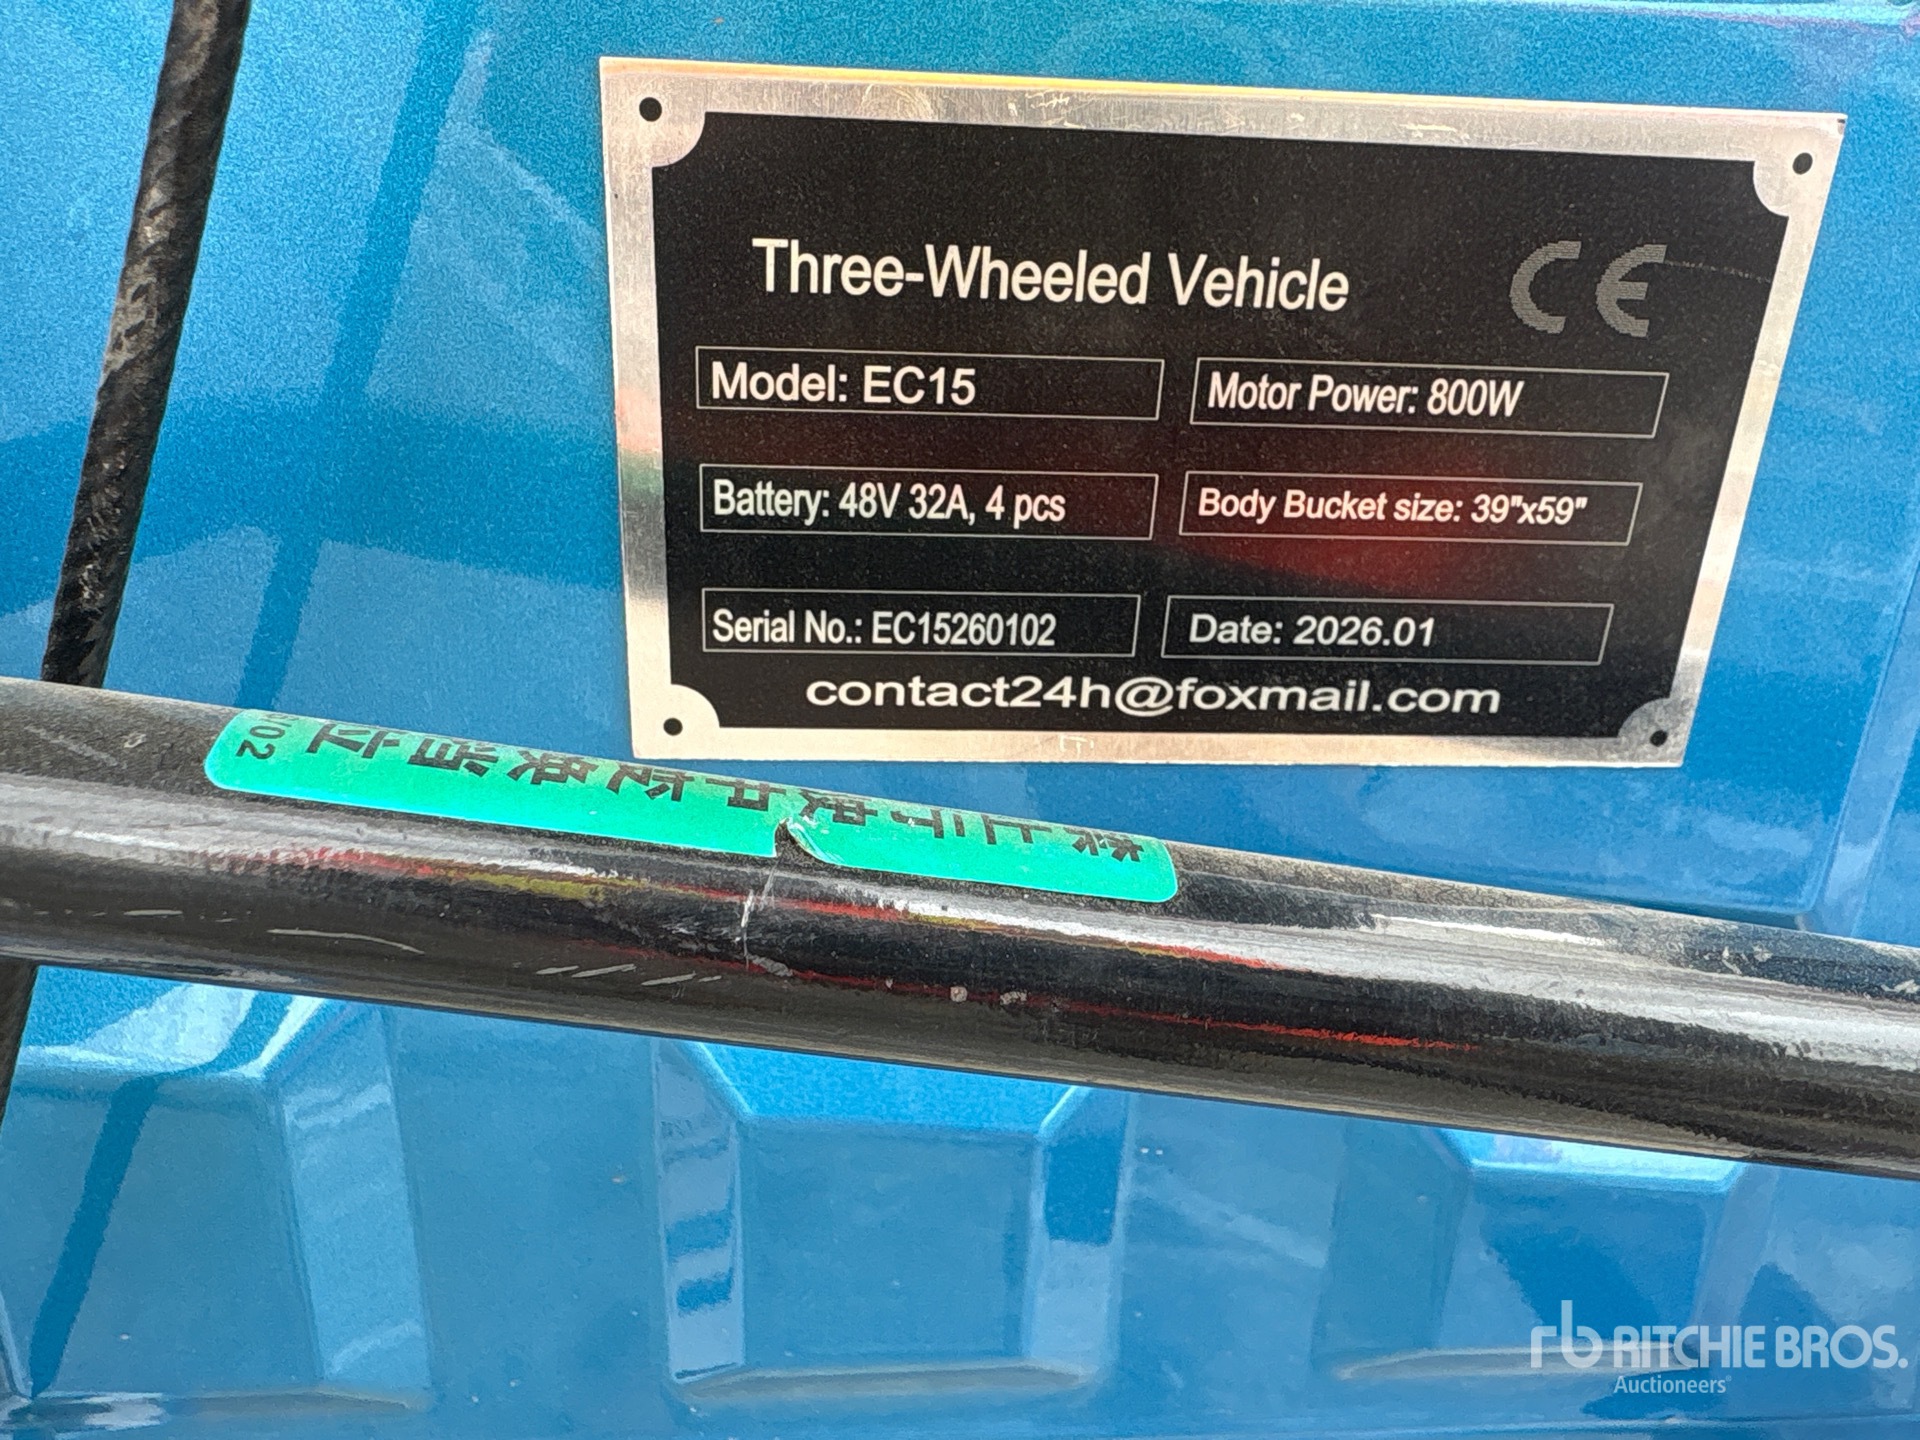 Three-Wheeled Vehicle CE
Model: EC15
Motor Power: 800W
Battery: 48V 32A, 4 pcs
Body Bucket size: 39"x59"
Serial No.: EC15260102
Date: 2026.01
contact24h@foxmail.com
rb RITCHIE BROS.
Auctioneers